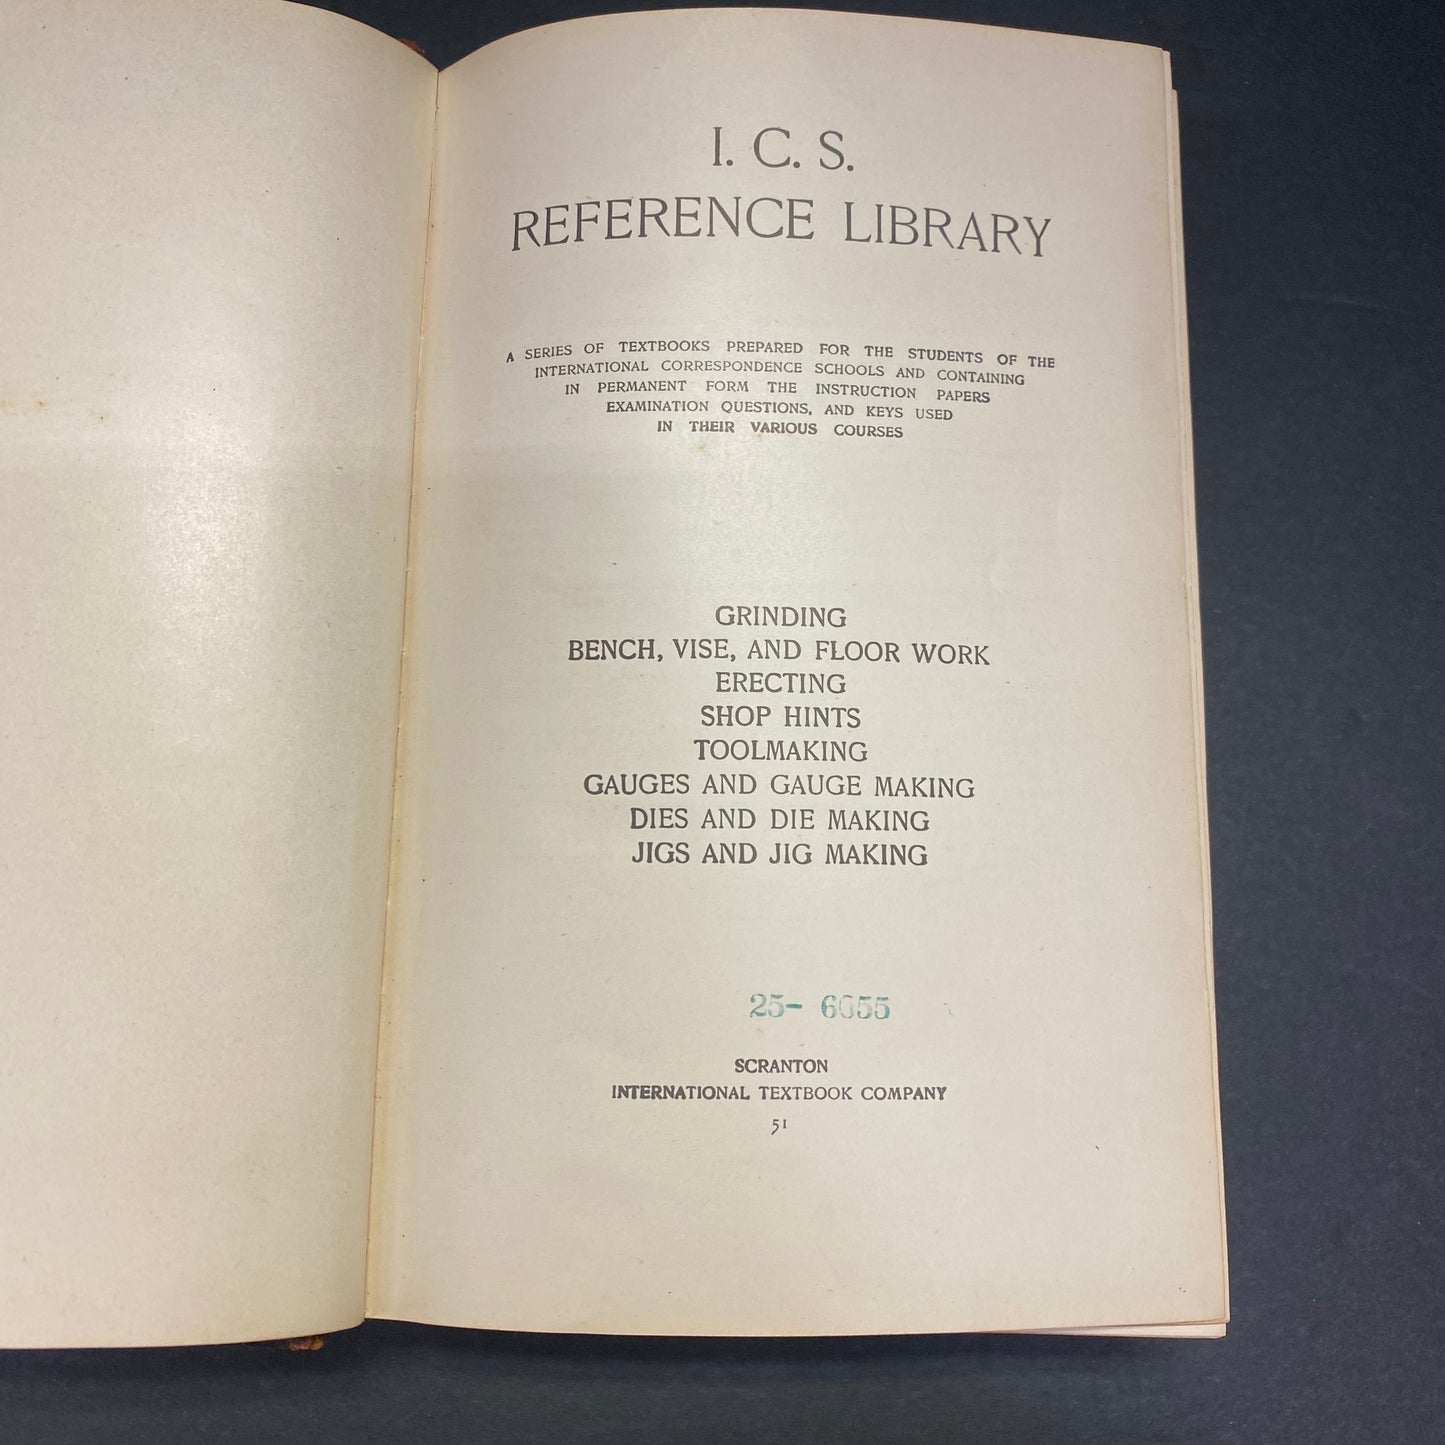 I. C. S.
REFERENCE LIBRARY
A SERIES OF TEXTBOOKS PREPARED FOR THE STUDENTS OF THE
INTERNATIONAL CORRESPONDENCE SCHOOLS AND CONTAINING
IN PERMANENT FORM THE INSTRUCTION PAPERS
EXAMINATION QUESTIONS, AND KEYS USED
IN THEIR VARIOUS COURSES
GRINDING
BENCH, VISE, AND FLOOR WORK
ERECTING
SHOP HINTS
TOOLMAKING
GAUGES AND GAUGE MAKING
DIES AND DIE MAKING
JIGS AND JIG MAKING
25- 6055
SCRANTON
INTERNATIONAL TEXTBOOK COMPANY
51